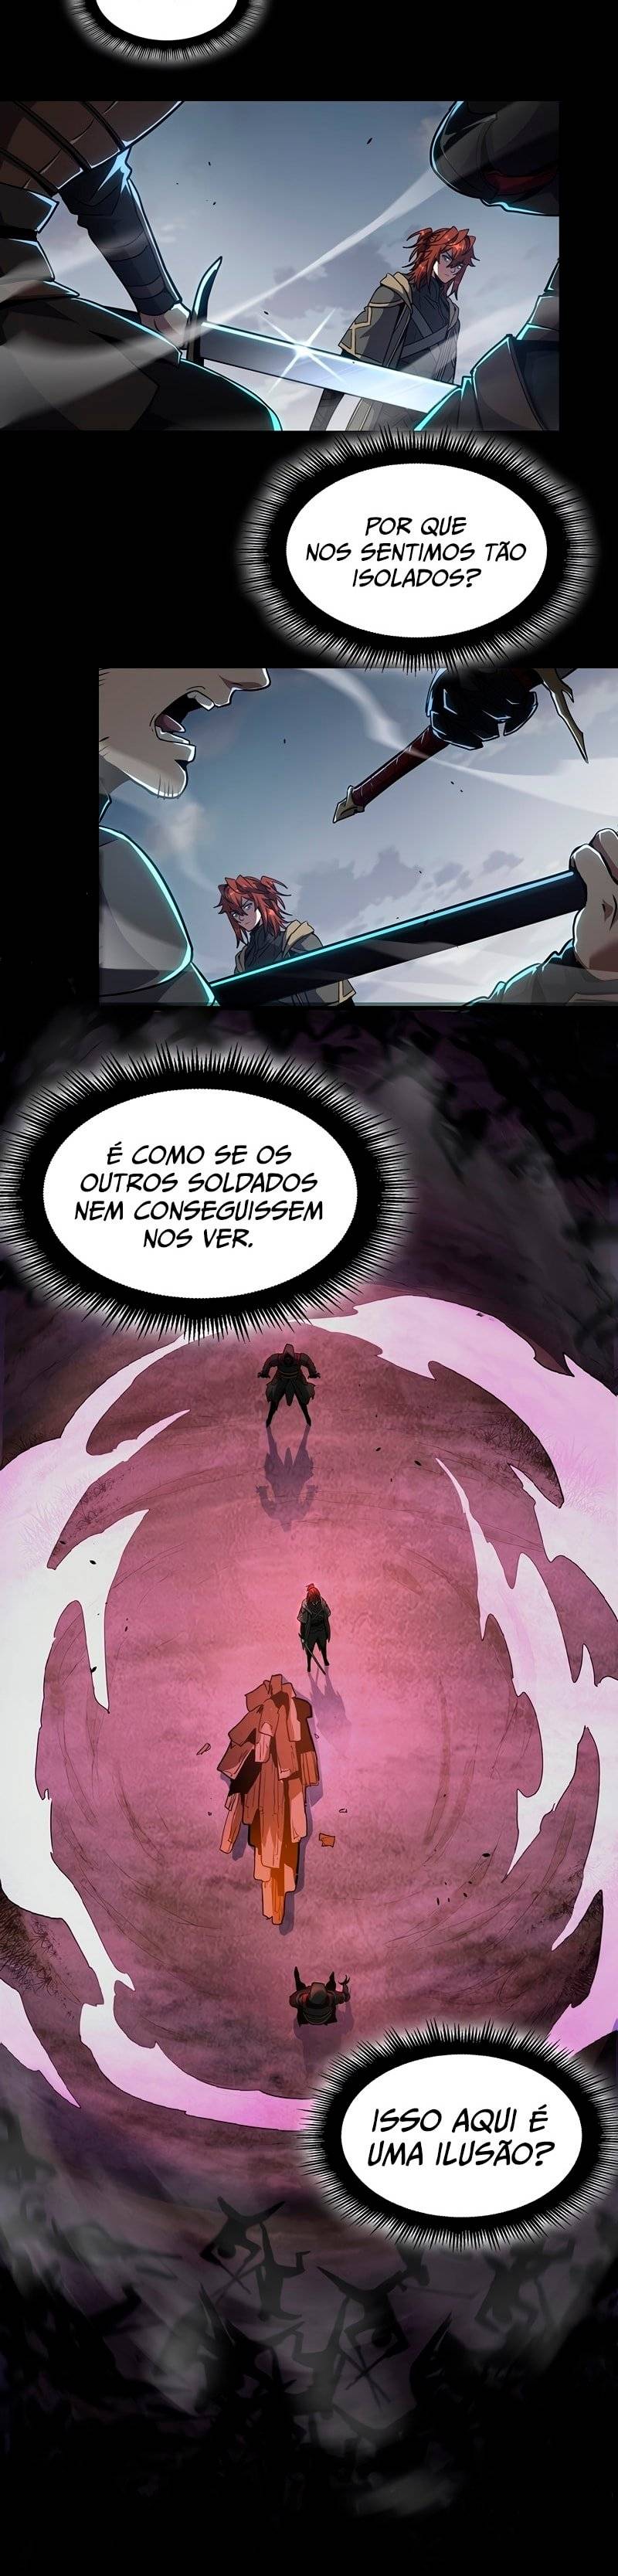 POR QUE
NOS SENTIMOS TÃO
ISOLADOS?
É COMO SE OS
OUTROS SOLDADOS
NEM CONSEGUISSEM
NOS VER.
ISSO AQUI É
UMA ILUSÃO?